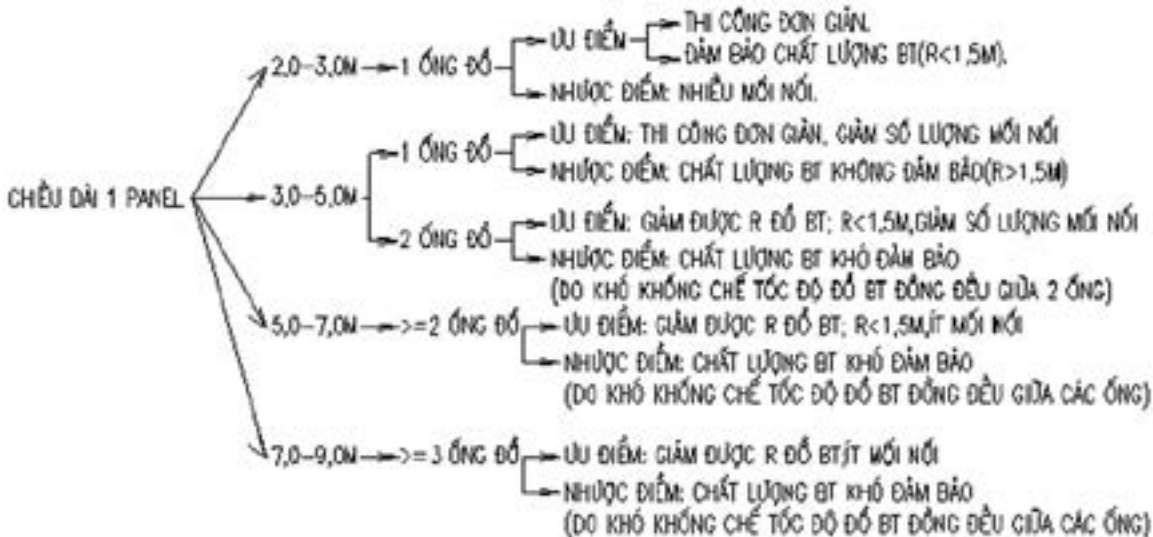 THI CÔNG ĐƠN GIẢN.
ƯU ĐIỂM
ĐẢM BẢO CHẤT LƯỢNG BT(R<1,5M).
2,0-3,0M 1 ỐNG ĐỔ
NHƯỢC ĐIỂM: NHIỀU MỐI NỐI.
ƯU ĐIỂM: THI CÔNG ĐƠN GIẢN, GIẢM SỐ LƯỢNG MỐI NỐI
1 ỐNG ĐỔ
NHƯỢC ĐIỂM: CHẤT LƯỢNG BT KHÔNG ĐẢM BẢO(R>1,5M)
CHIỀU DÀI 1 PANEL 3,0-5,0M
ƯU ĐIỂM: GIẢM ĐƯỢC R ĐỔ BT; R<1,5M,GIẢM SỐ LƯỢNG MỐI NỐI
2 ỐNG ĐỔ
NHƯỢC ĐIỂM: CHẤT LƯỢNG BT KHÓ ĐẢM BẢO
(DO KHÓ KHỐNG CHẾ TỐC ĐỘ ĐỔ BT ĐỒNG ĐỀU GIỮA 2 ỐNG)
5,0-7,0M >=2 ỐNG ĐỔ ƯU ĐIỂM: GIẢM ĐƯỢC R ĐỔ BT; R<1,5M,ÍT MỐI NỐI
NHƯỢC ĐIỂM: CHẤT LƯỢNG BT KHÓ ĐẢM BẢO
(DO KHÓ KHỐNG CHẾ TỐC ĐỘ ĐỔ BT ĐỒNG ĐỀU GIỮA CÁC ỐNG)
7,0-9,0M >=3 ỐNG ĐỔ ƯU ĐIỂM: GIẢM ĐƯỢC R ĐỔ BT,ÍT MỐI NỐI
NHƯỢC ĐIỂM: CHẤT LƯỢNG BT KHÓ ĐẢM BẢO
(DO KHÓ KHỐNG CHẾ TỐC ĐỘ ĐỔ BT ĐỒNG ĐỀU GIỮA CÁC ỐNG)